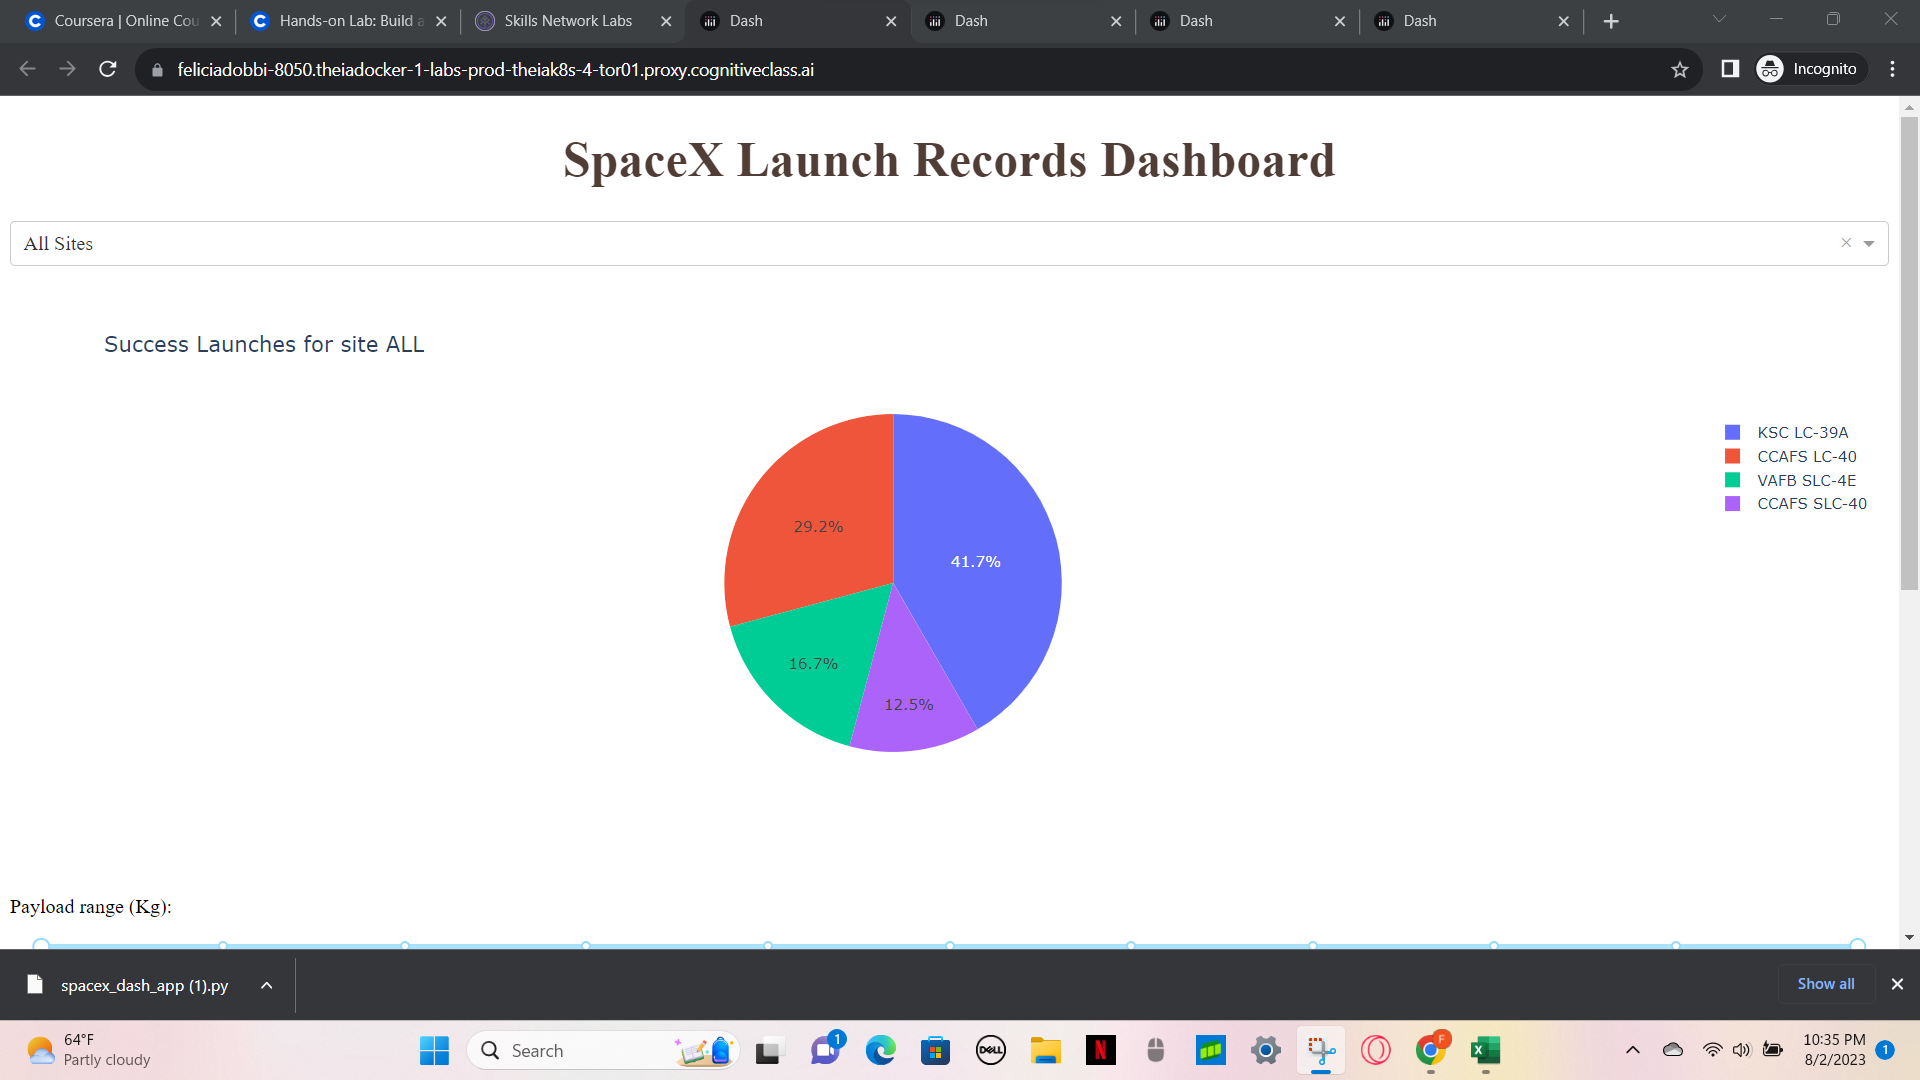 Coursera | Online Cou
Hands-on Lab: Build a
Skills Network Labs
Dash
Dash
Dash
Dash
feliciadobbi-8050.theiadocker-1-labs-prod-theiak8s-4-tor01.proxy.cognitiveclass.ai
Incognito
SpaceX Launch Records Dashboard
All Sites
Success Launches for site ALL
KSC LC-39A
CCAFS LC-40
VAFB SLC-4E
CCAFS SLC-40
29.2%
41.7%
16.7%
12.5%
Payload range (Kg):
spacex_dash_app (1).py
Show all
64°F
Partly cloudy
Search
1
DELL
N
F
X
10:35 PM
8/2/2023
1